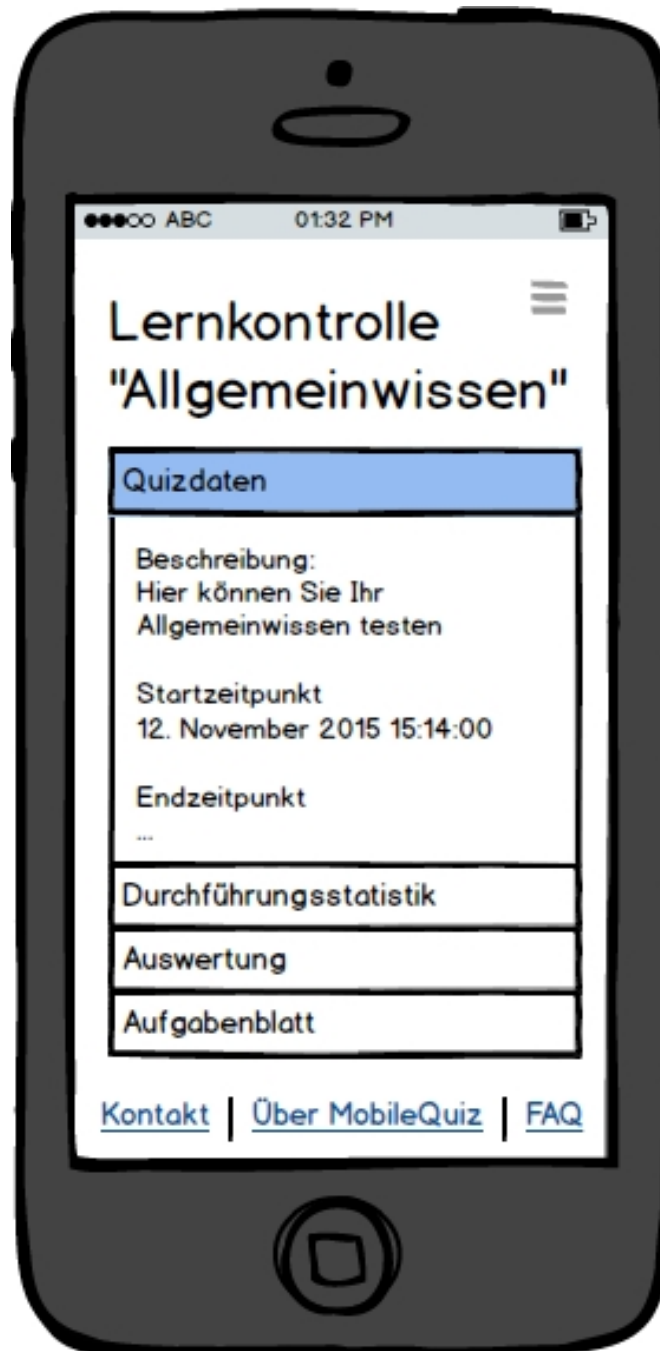 ABC 01:32 PM
Lernkontrolle
"Allgemeinwissen"
Quizdaten
Beschreibung:
Hier können Sie Ihr
Allgemeinwissen testen
Startzeitpunkt
12. November 2015 15:14:00
Endzeitpunkt
...
Durchführungsstatistik
Auswertung
Aufgabenblatt
Kontakt | Über MobileQuiz | FAQ